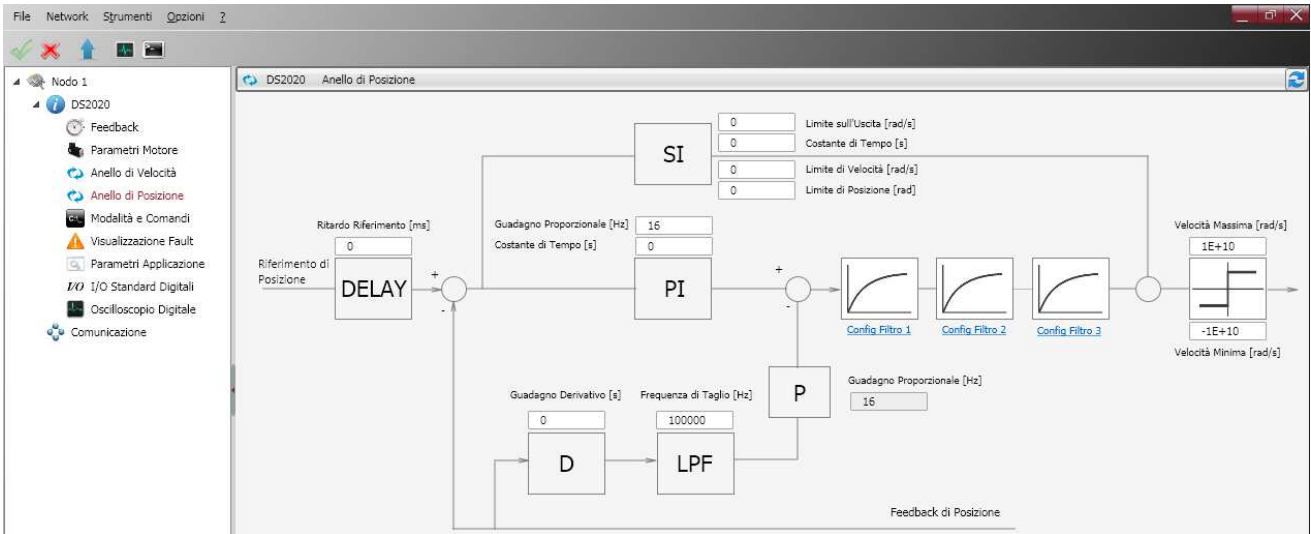 File Network Strumenti Opzioni ?
Nodo 1
DS2020
Feedback
Parametri Motore
Anello di Velocità
Anello di Posizione
Modalità e Comandi
Visualizzazione Fault
Parametri Applicazione
I/O I/O Standard Digitali
Oscilloscopio Digitale
Comunicazione
DS2020 Anello di Posizione
SI
0 Limite sull'Uscita [rad/s]
0 Costante di Tempo [s]
0 Limite di Velocità [rad/s]
0 Limite di Posizione [rad]
Ritardo Riferimento [ms]
0
Riferimento di
Posizione
DELAY
+
-
Guadagno Proporzionale [Hz] 16
Costante di Tempo [s] 0
PI
+
-
Config Filtro 1
Config Filtro 2
Config Filtro 3
Velocità Massima [rad/s]
1E+10
-1E+10
Velocità Minima [rad/s]
P
Guadagno Proporzionale [Hz]
16
Guadagno Derivativo [s]
0
D
Frequenza di Taglio [Hz]
100000
LPF
Feedback di Posizione